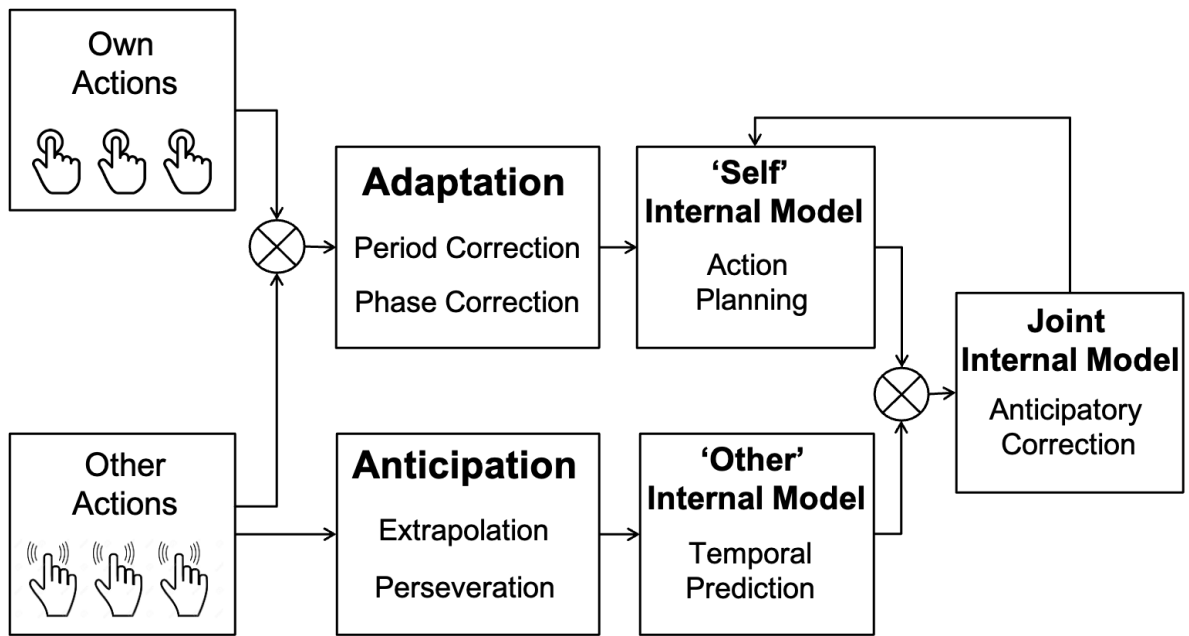 Own
Actions
Adaptation
Period Correction
Phase Correction
‘Self’
Internal Model
Action
Planning
Joint
Internal Model
Anticipatory
Correction
Other
Actions
Anticipation
Extrapolation
Perseveration
‘Other’
Internal Model
Temporal
Prediction